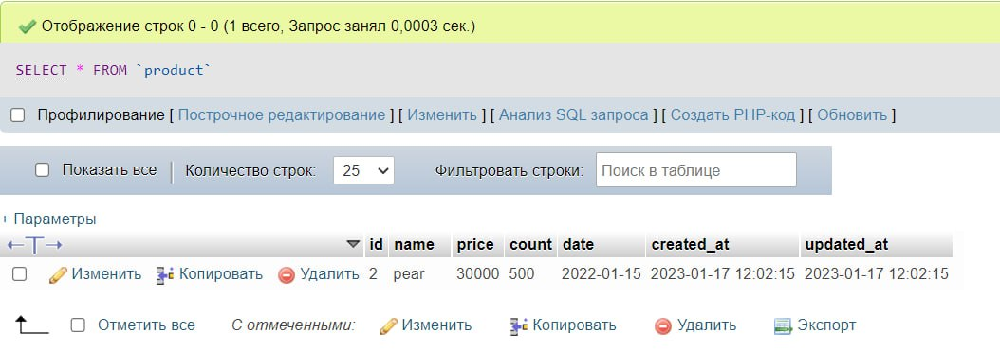 Отображение строк 0 - 0 (1 всего, Запрос занял 0,0003 сек.)
SELECT * FROM `product`
Профилирование [ Построчное редактирование ] [ Изменить ] [ Анализ SQL запроса ] [ Создать PHP-код ] [ Обновить ]
Показать все Количество строк: 25 Фильтровать строки: Поиск в таблице
+ Параметры
←T→ id name price count date created_at updated_at
Изменить Копировать Удалить 2 pear 30000 500 2022-01-15 2023-01-17 12:02:15 2023-01-17 12:02:15
Отметить все С отмеченными: Изменить Копировать Удалить Экспорт